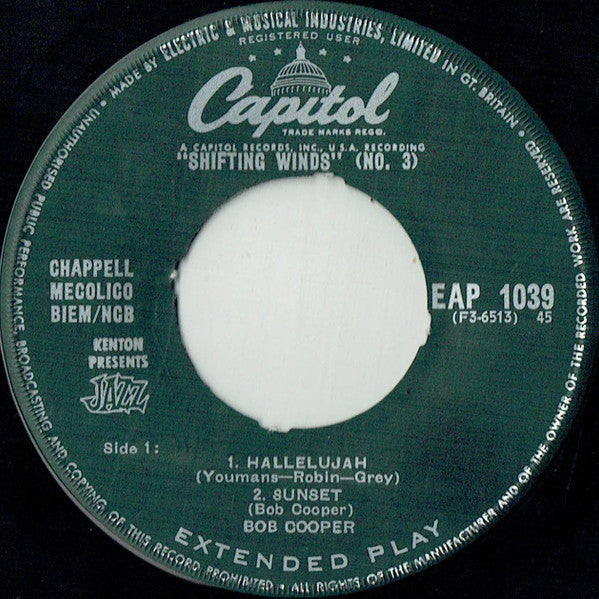 MADE BY ELECTRIC & MUSICAL INDUSTRIES, LIMITED IN GT. BRITAIN • ALL RIGHTS OF THE MANUFACTURER AND OF THE OWNER OF THE RECORDED WORK ARE RESERVED • UNAUTHORISED PUBLIC PERFORMANCE, BROADCASTING AND COPYING OF THIS RECORD PROHIBITED •
REGISTERED USER
Capitol
TRADE MARKS REGD.
A CAPITOL RECORDS, INC., U.S.A. RECORDING
"SHIFTING WINDS" (NO. 3)
CHAPPELL
MECOLICO
BIEM/NCB
EAP 1039
(F3-6513) 45
KENTON
PRESENTS
JAZZ
Side 1:
1. HALLELUJAH
(Youmans—Robin—Grey)
2. SUNSET
(Bob Cooper)
BOB COOPER
EXTENDED PLAY